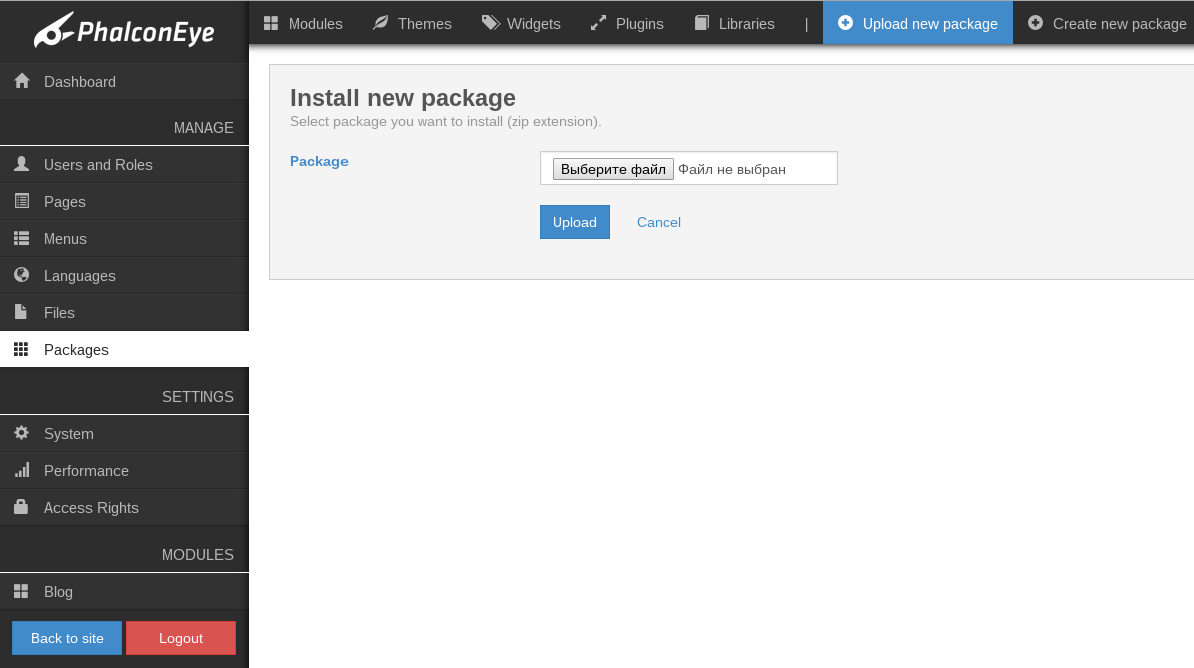 PhalconEye
Modules
Themes
Widgets
Plugins
Libraries
|
Upload new package
Create new package
Dashboard
MANAGE
Users and Roles
Pages
Menus
Languages
Files
Packages
SETTINGS
System
Performance
Access Rights
MODULES
Blog
Back to site
Logout
Install new package
Select package you want to install (zip extension).
Package
Выберите файл Файл не выбран
Upload
Cancel